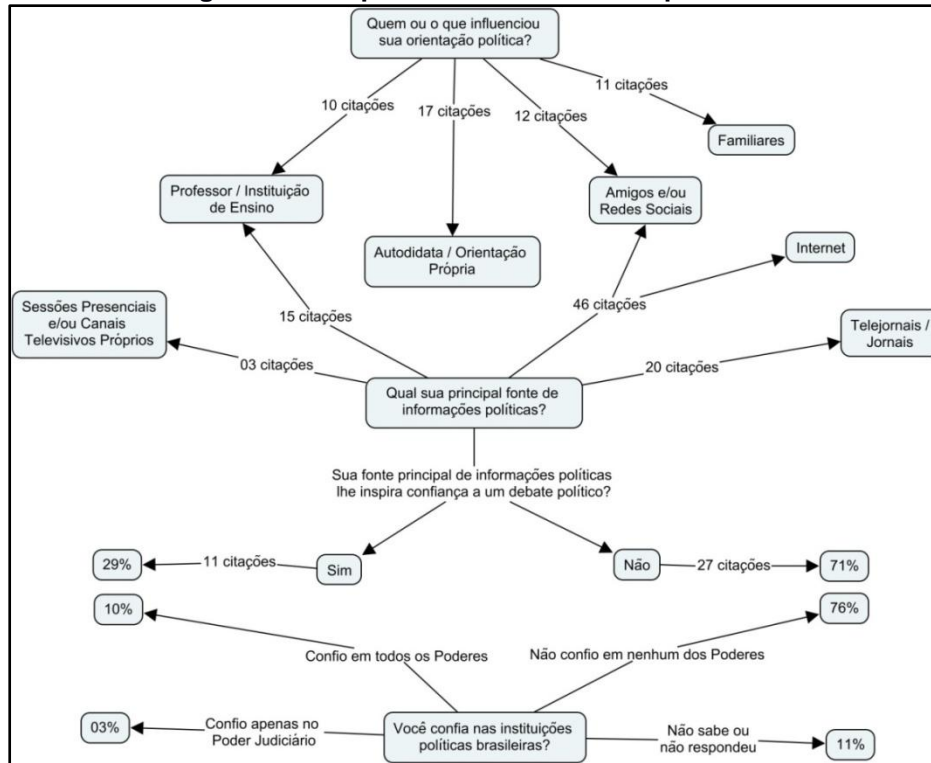 Quem ou o que influenciou
sua orientação política?
11 citações
10 citações
17 citações
12 citações
Familiares
Professor / Instituição
de Ensino
Amigos e/ou
Redes Sociais
Autodidata / Orientação
Própria
Internet
Sessões Presenciais
e/ou Canais
Televisivos Próprios
15 citações
46 citações
Telejornais /
Jornais
03 citações
20 citações
Qual sua principal fonte de
informações políticas?
Sua fonte principal de informações políticas
lhe inspira confiança a um debate político?
29%
11 citações
Sim
Não
27 citações
71%
10%
76%
Confio em todos os Poderes
Não confio em nenhum dos Poderes
03%
Confio apenas no
Poder Judiciário
Você confia nas instituições
políticas brasileiras?
Não sabe ou
não respondeu
11%